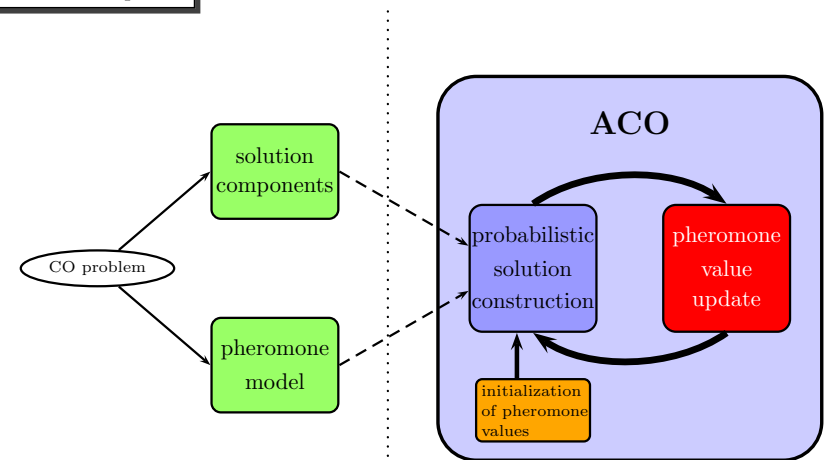 ACO
solution
components
CO problem
pheromone
model
probabilistic
solution
construction
pheromone
value
update
initialization
of pheromone
values